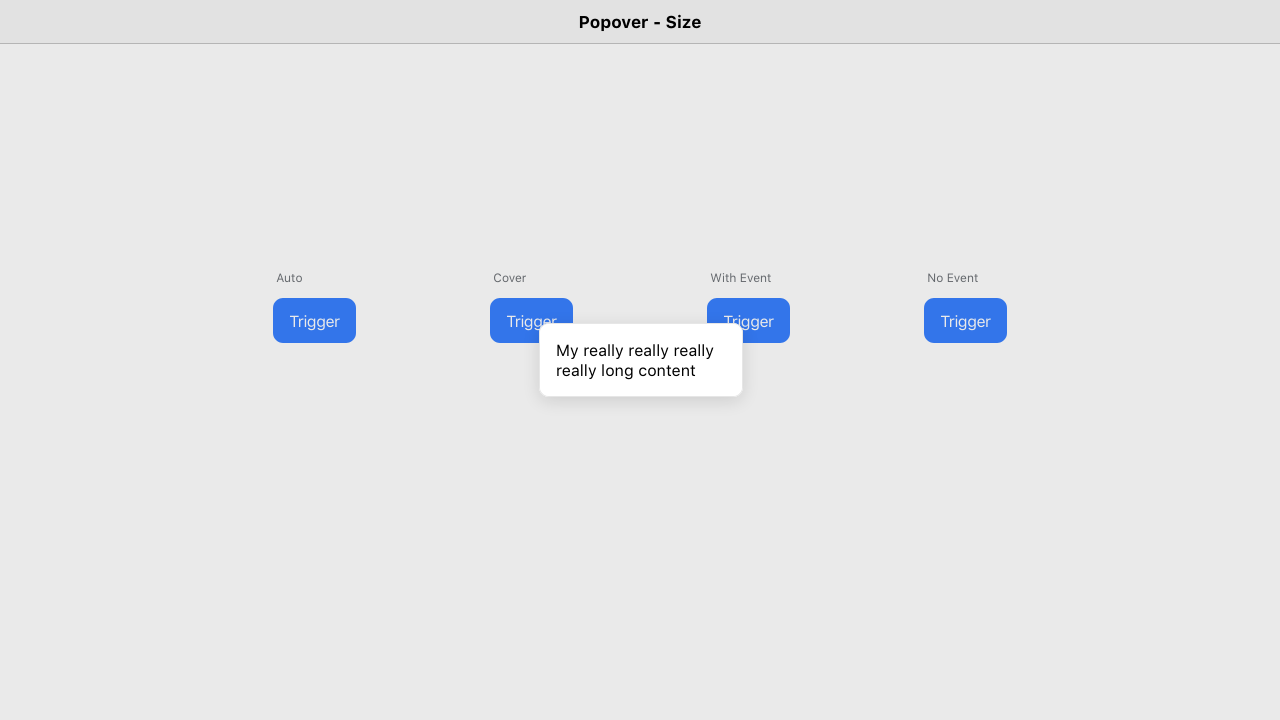 Popover - Size
Auto
Cover
With Event
No Event
Trigger
Trigger
Trigger
Trigger
My really really really
really long content